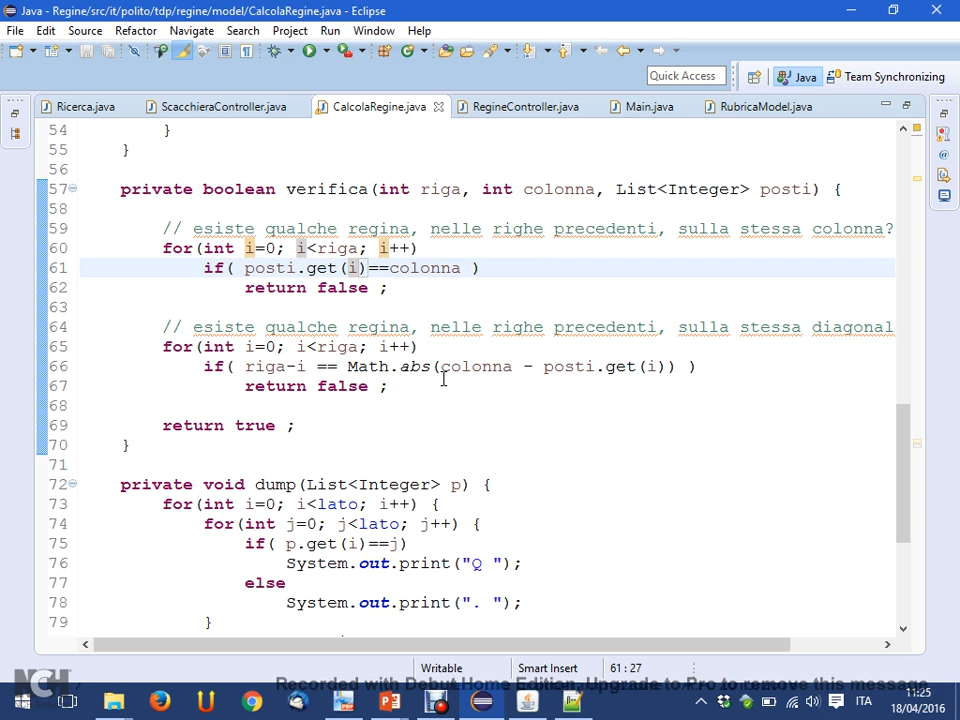 Java - Regine/src/it/polito/tdp/regine/model/CalcolaRegine.java - Eclipse
File Edit Source Refactor Navigate Search Project Run Window Help
Quick Access Java Team Synchronizing
Ricerca.java ScacchieraController.java CalcolaRegine.java RegineController.java Main.java RubricaModel.java
54 }
55 }
56
57 private boolean verifica(int riga, int colonna, List<Integer> posti) {
58
59 // esiste qualche regina, nelle righe precedenti, sulla stessa colonna?
60 for(int i=0; i<riga; i++)
61 if( posti.get(i)==colonna )
62 return false ;
63
64 // esiste qualche regina, nelle righe precedenti, sulla stessa diagonal
65 for(int i=0; i<riga; i++)
66 if( riga-i == Math.abs(colonna - posti.get(i)) )
67 return false ;
68
69 return true ;
70 }
71
72 private void dump(List<Integer> p) {
73 for(int i=0; i<lato; i++) {
74 for(int j=0; j<lato; j++) {
75 if( p.get(i)==j)
76 System.out.print("Q ");
77 else
78 System.out.print(". ");
79 }
Writable Smart Insert 61 : 27
NCH Recorded with Debut Home Edition. Upgrade to Pro to remove this message
ITA 11:25
18/04/2016